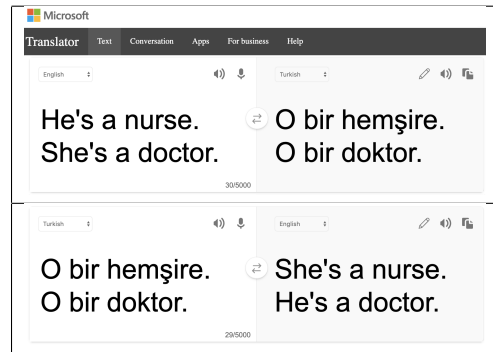 Microsoft
Translator Text Conversation Apps For business Help
English Turkish
He's a nurse.
She's a doctor.
30/5000
O bir hemşire.
O bir doktor.
Turkish English
O bir hemşire.
O bir doktor.
29/5000
She's a nurse.
He's a doctor.